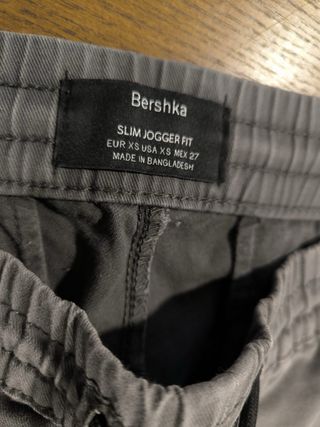 Bershka
SLIM JOGGER FIT
EUR XS USA XS MEX 27
MADE IN BANGLADESH